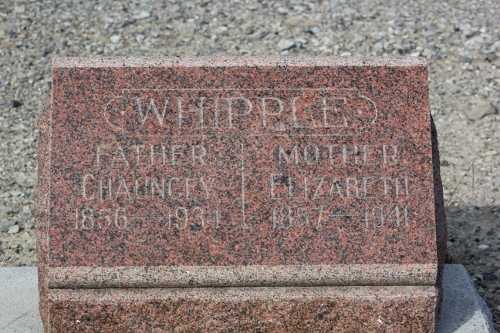 WHIPPLE
FATHER MOTHER
CHAUNCEY ELIZABETH
1856—1934 1857—1941